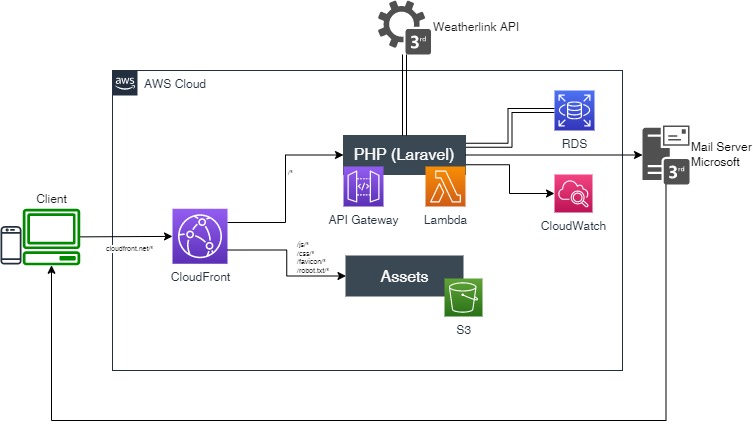 Weatherlink API
3rd
aws
AWS Cloud
RDS
PHP (Laravel)
Mail Server
Microsoft
3rd
/*
API Gateway
Lambda
CloudWatch
Client
cloudfront.net/*
CloudFront
/js/*
/css/*
/favicon/*
/robot.txt/*
Assets
S3